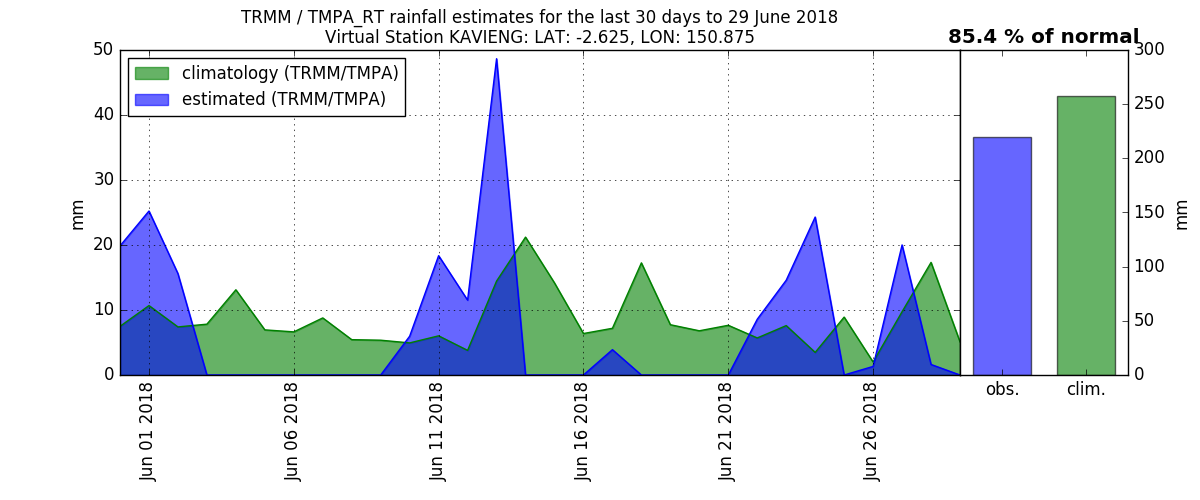 TRMM / TMPA_RT rainfall estimates for the last 30 days to 29 June 2018
Virtual Station KAVIENG: LAT: -2.625, LON: 150.875
85.4 % of normal
climatology (TRMM/TMPA)
estimated (TRMM/TMPA)
50
40
30
20
10
0
mm
Jun 01 2018
Jun 06 2018
Jun 11 2018
Jun 16 2018
Jun 21 2018
Jun 26 2018
300
250
200
150
100
50
0
mm
obs.
clim.